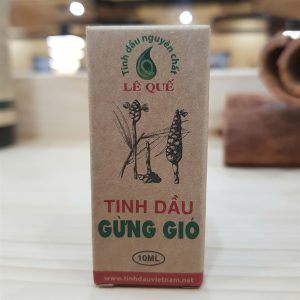 Tinh dầu nguyên chất
LÊ QUẾ
TINH DẦU
GỪNG GIÓ
10ML
www.tinhdauvietnam.net